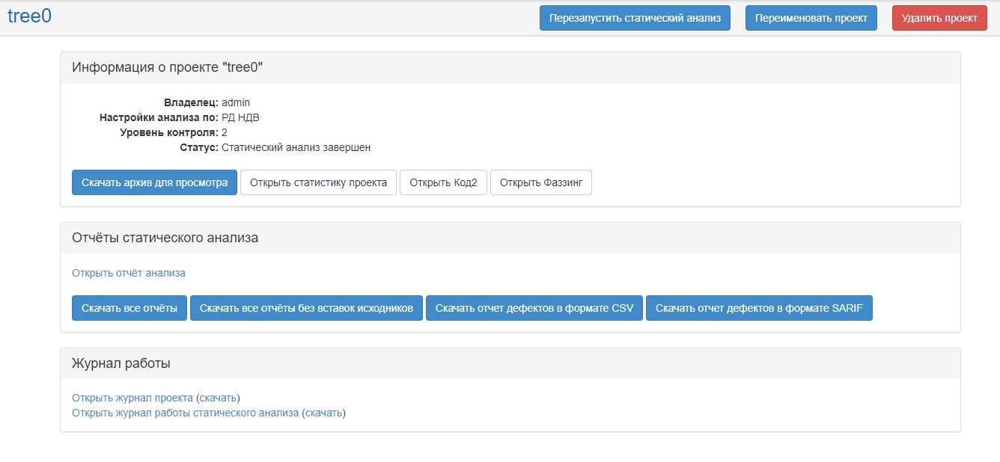 tree0
Перезапустить статический анализ
Переименовать проект
Удалить проект
Информация о проекте "tree0"
Владелец: admin
Настройки анализа по: РД НДВ
Уровень контроля: 2
Статус: Статический анализ завершен
Скачать архив для просмотра
Открыть статистику проекта
Открыть Код2
Открыть Фаззинг
Отчёты статического анализа
Открыть отчёт анализа
Скачать все отчёты
Скачать все отчёты без вставок исходников
Скачать отчет дефектов в формате CSV
Скачать отчет дефектов в формате SARIF
Журнал работы
Открыть журнал проекта (скачать)
Открыть журнал работы статического анализа (скачать)